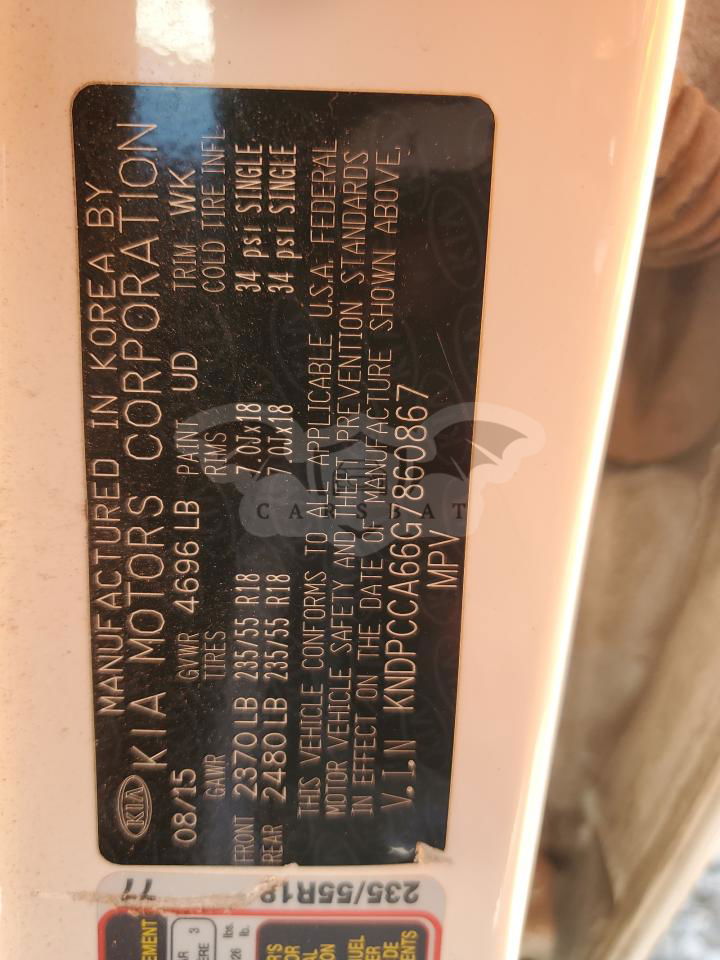 MANUFACTURED IN KOREA BY
KIA KIA MOTORS CORPORATION
08/15 GVWR 4696 LB PAINT UD TRIM WK
GAWR TIRES RIMS COLD TIRE INFL
FRONT 2370 LB 235/55 R18 7.0Jx18 34 psi SINGLE
REAR 2480 LB 235/55 R18 7.0Jx18 34 psi SINGLE
THIS VEHICLE CONFORMS TO ALL APPLICABLE U.S.A. FEDERAL
MOTOR VEHICLE SAFETY AND THEFT PREVENTION STANDARDS
IN EFFECT ON THE DATE OF MANUFACTURE SHOWN ABOVE.
V.I.N KNDPCCA66G7860867
MPV
CARSBAT
77
235/55R18